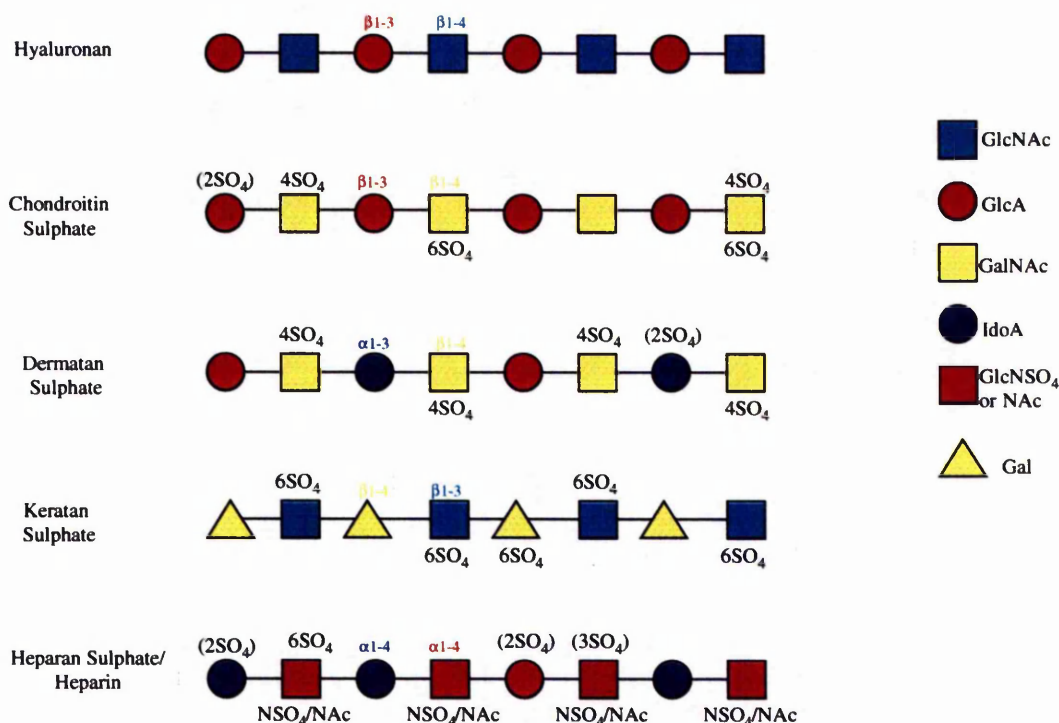 β1-3 β1-4
Hyaluronan
(2SO₄) 4SO₄ β1-3 β1-4 4SO₄
Chondroitin
Sulphate
6SO₄ 6SO₄
4SO₄ α1-3 β1-4 4SO₄ (2SO₄)
Dermatan
Sulphate
4SO₄ 4SO₄
6SO₄ β1-4 β1-3 6SO₄
Keratan
Sulphate
6SO₄ 6SO₄ 6SO₄
(2SO₄) 6SO₄ α1-4 α1-4 (2SO₄) (3SO₄)
Heparan Sulphate/
Heparin
NSO₄/NAc NSO₄/NAc NSO₄/NAc NSO₄/NAc
GlcNAc
GlcA
GalNAc
IdoA
GlcNSO₄
or NAc
Gal